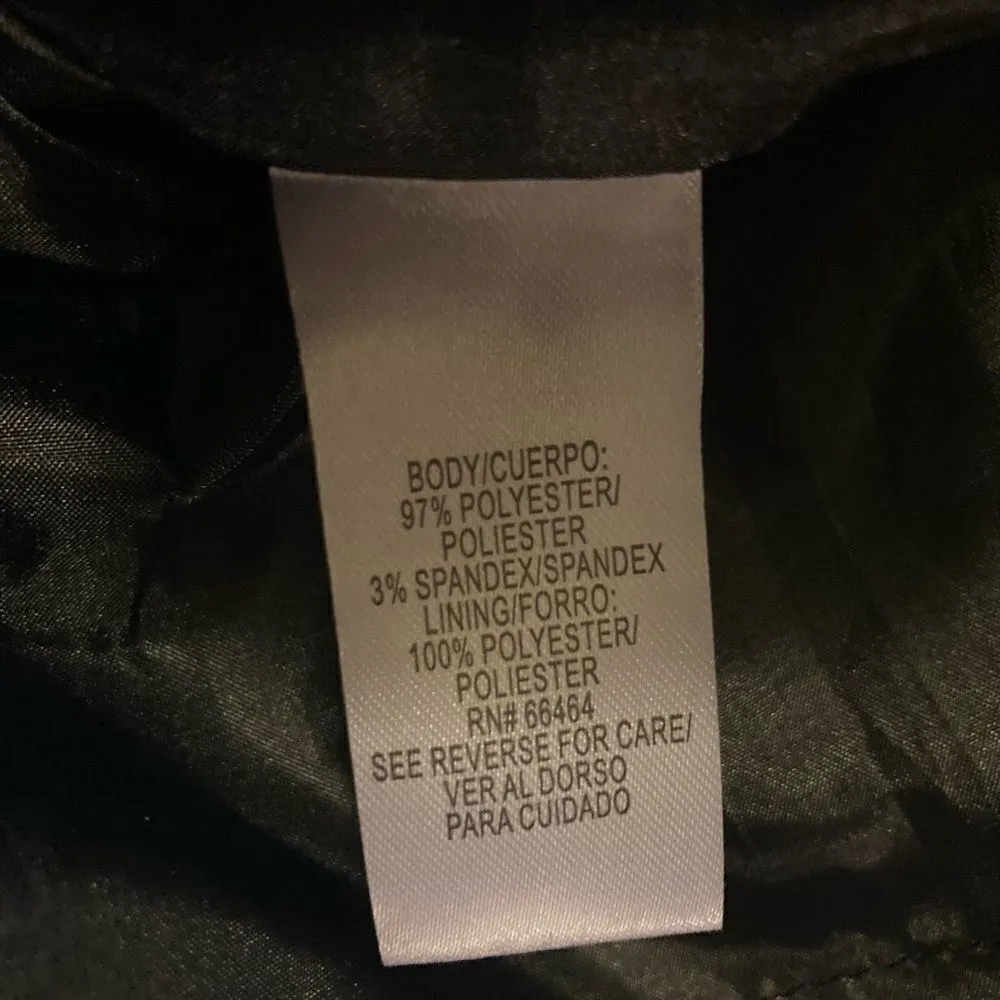 BODY/CUERPO:
97% POLYESTER/
POLIESTER
3% SPANDEX/SPANDEX
LINING/FORRO:
100% POLYESTER/
POLIESTER
RN# 66464
SEE REVERSE FOR CARE/
VER AL DORSO
PARA CUIDADO